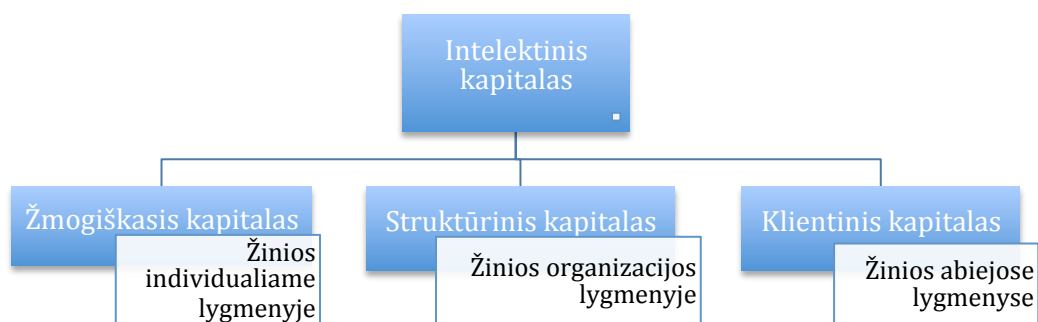 Intelektinis
kapitalas
Žmogiškasis kapitalas
Žinios
individualiame
lygmenyje
Struktūrinis kapitalas
Žinios organizacijos
lygmenyje
Klientinis kapitalas
Žinios abiejose
lygmenyse